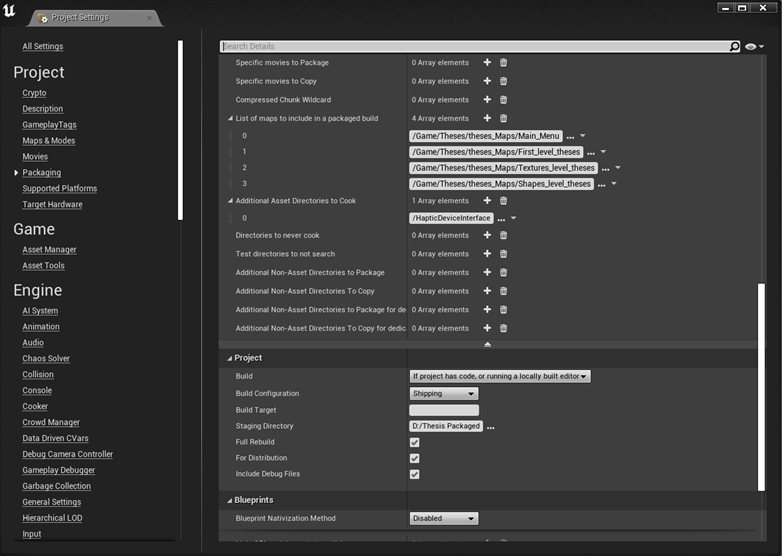 Project Settings
All Settings
Project
Crypto
Description
GameplayTags
Maps & Modes
Movies
Packaging
Supported Platforms
Target Hardware
Game
Asset Manager
Asset Tools
Engine
AI System
Animation
Audio
Chaos Solver
Collision
Console
Cooker
Crowd Manager
Data Driven CVars
Debug Camera Controller
Gameplay Debugger
Garbage Collection
General Settings
Hierarchical LOD
Input
Search Details
Specific movies to Package 0 Array elements
Specific movies to Copy 0 Array elements
Compressed Chunk Wildcard 0 Array elements
List of maps to include in a packaged build 4 Array elements
0 /Game/Theses/theses_Maps/Main_Menu ...
1 /Game/Theses/theses_Maps/First_level_theses ...
2 /Game/Theses/theses_Maps/Textures_level_theses ...
3 /Game/Theses/theses_Maps/Shapes_level_theses ...
Additional Asset Directories to Cook 1 Array elements
0 /HapticDeviceInterface ...
Directories to never cook 0 Array elements
Test directories to not search 0 Array elements
Additional Non-Asset Directories to Package 0 Array elements
Additional Non-Asset Directories To Copy 0 Array elements
Additional Non-Asset Directories to Package for dec 0 Array elements
Additional Non-Asset Directories To Copy for dedic 0 Array elements
Project
Build If project has code, or running a locally built editor
Build Configuration Shipping
Build Target
Staging Directory D:/Thesis Packaged ...
Full Rebuild
For Distribution
Include Debug Files
Blueprints
Blueprint Nativization Method Disabled